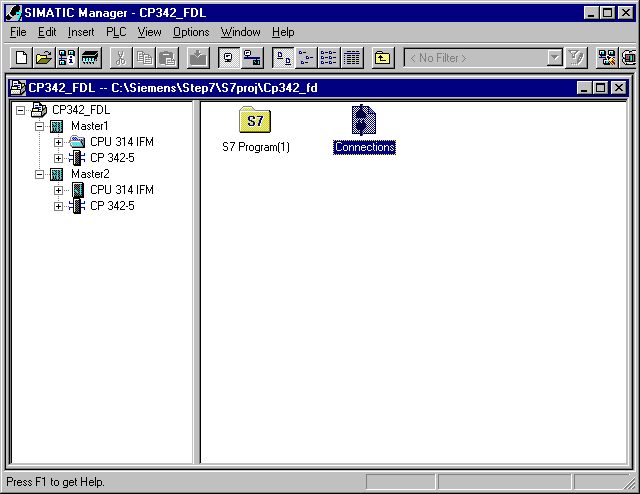 SIMATIC Manager - CP342_FDL
File Edit Insert PLC View Options Window Help
< No Filter>
CP342_FDL -- C:\Siemens\Step7\S7proj\Cp342_fd
CP342_FDL
Master1
CPU 314 IFM
CP 342-5
Master2
CPU 314 IFM
CP 342-5
S7
S7 Program(1)
Connections
Press F1 to get Help.